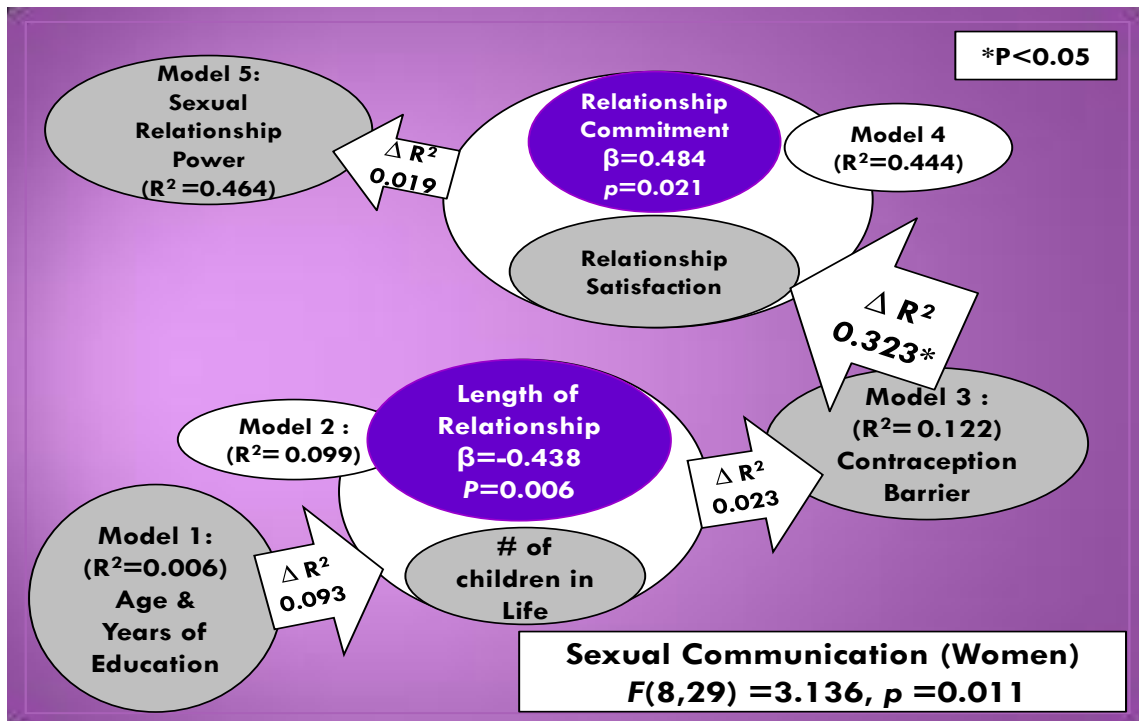 *P<0.05
Model 5:
Sexual
Relationship
Power
(R² =0.464)
Δ R²
0.019
Relationship
Commitment
β=0.484
p=0.021
Model 4
(R²=0.444)
Relationship
Satisfaction
Δ R²
0.323*
Model 3 :
(R²= 0.122)
Contraception
Barrier
Δ R²
0.023
Length of
Relationship
β=-0.438
P=0.006
Model 2 :
(R²= 0.099)
# of
children in
Life
Δ R²
0.093
Model 1:
(R²=0.006)
Age &
Years of
Education
Sexual Communication (Women)
F(8,29) =3.136, p =0.011